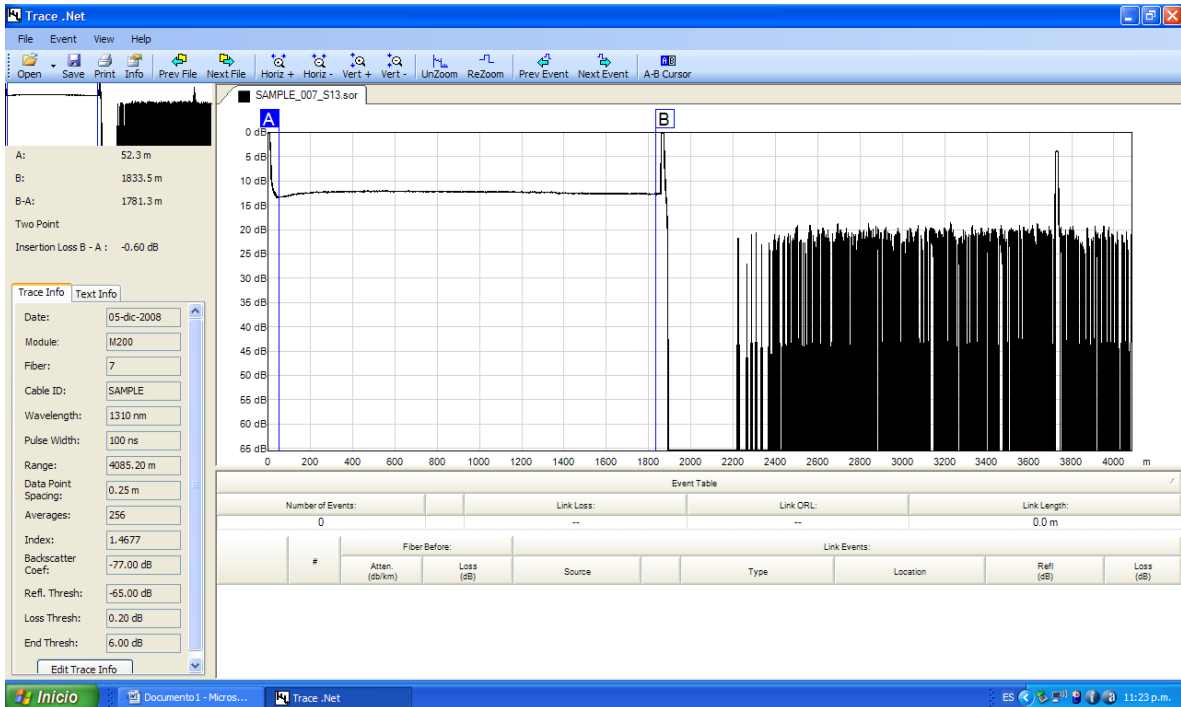 Trace .Net
File Event View Help
Open Save Print Info Prev File Next File Horiz + Horiz - Vert + Vert - UnZoom ReZoom Prev Event Next Event A-B Cursor
SAMPLE_007_S13.sor
A B
A: 52.3 m
B: 1833.5 m
B-A: 1781.3 m
Two Point
Insertion Loss B - A : -0.60 dB
Trace Info Text Info
Date: 05-dic-2008
Module: M200
Fiber: 7
Cable ID: SAMPLE
Wavelength: 1310 nm
Pulse Width: 100 ns
Range: 4085.20 m
Data Point Spacing: 0.25 m
Averages: 256
Index: 1.4677
Backscatter Coef: -77.00 dB
Refl. Thresh: -65.00 dB
Loss Thresh: 0.20 dB
End Thresh: 6.00 dB
Edit Trace Info
0 dB
5 dB
10 dB
15 dB
20 dB
25 dB
30 dB
35 dB
40 dB
45 dB
50 dB
55 dB
60 dB
65 dB
0 200 400 600 800 1000 1200 1400 1600 1800 2000 2200 2400 2600 2800 3000 3200 3400 3600 3800 4000 m
Event Table
Number of Events: Link Loss: Link ORL: Link Length:
0 -- -- 0.0 m
# Fiber Before: Link Events:
Atten. (db/km) Loss (dB) Source Type Location Refl (dB) Loss (dB)
Inicio Documento1 - Micros... Trace .Net ES 11:23 p.m.